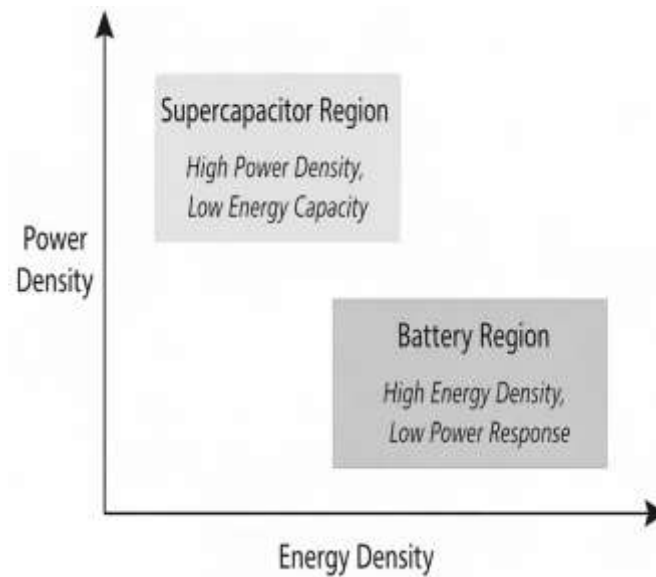 Supercapacitor Region
High Power Density,
Low Energy Capacity
Power
Density
Battery Region
High Energy Density,
Low Power Response
Energy Density